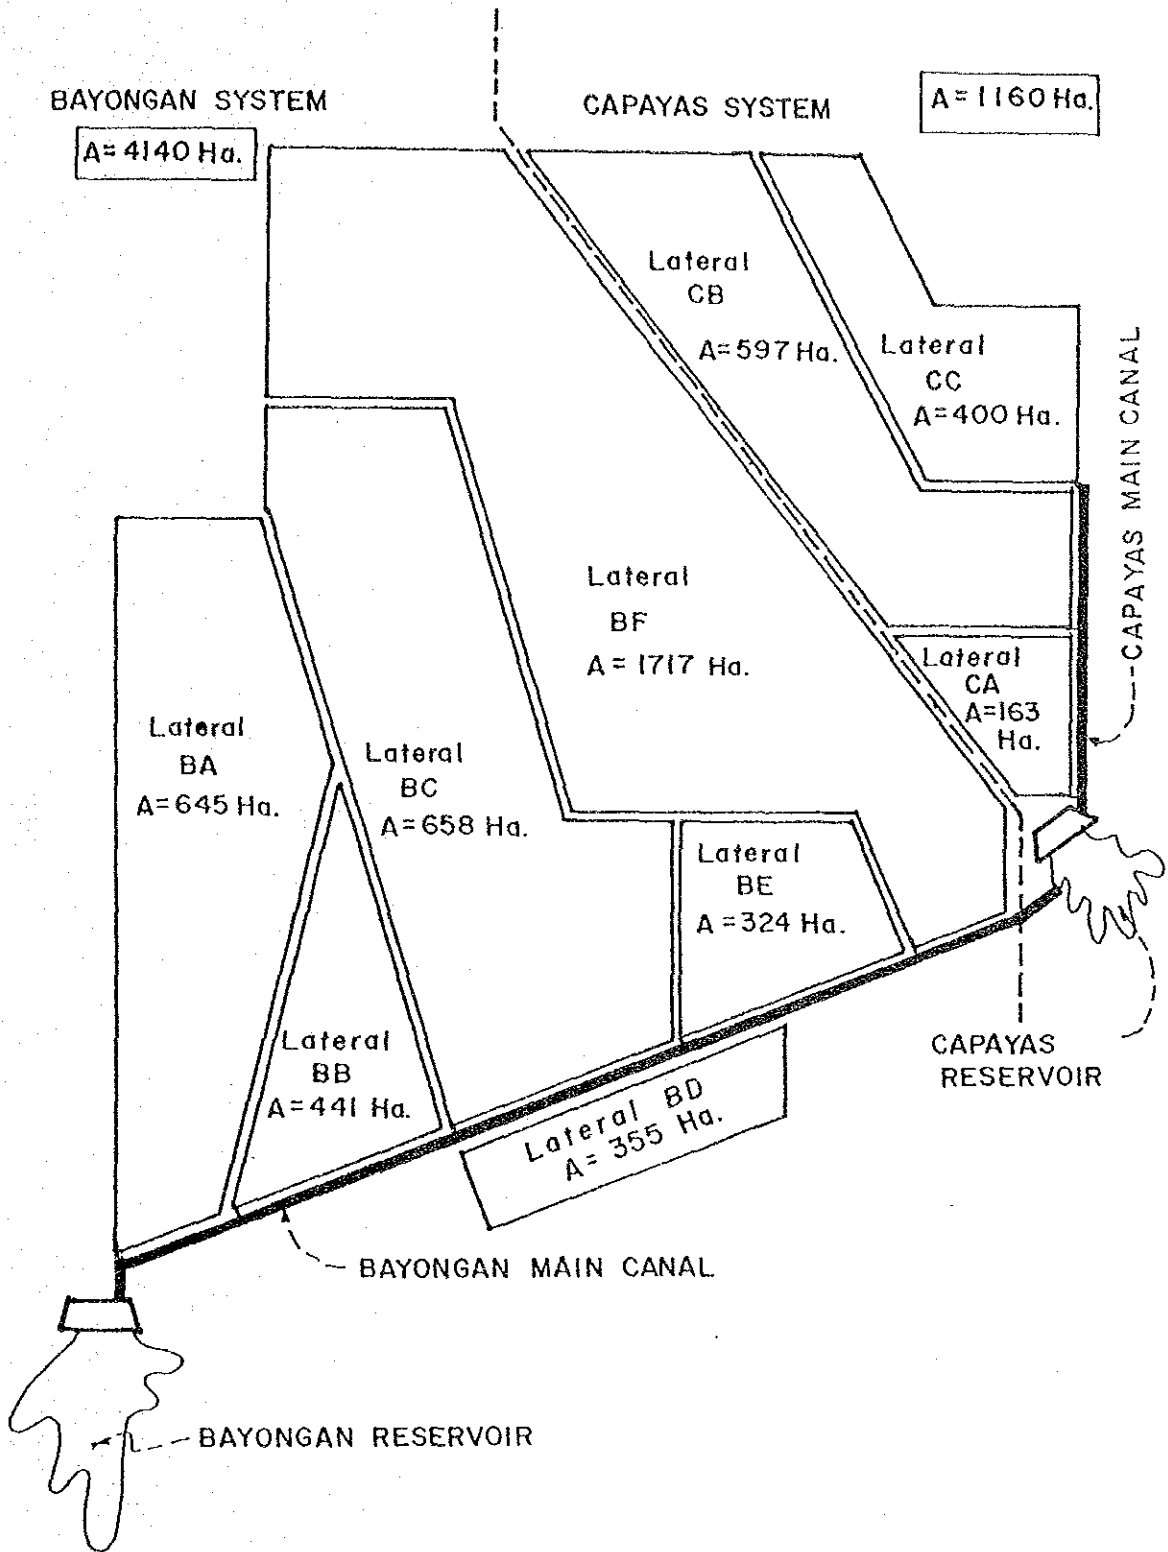 BAYONGAN SYSTEM
A=4140 Ha.
CAPAYAS SYSTEM
A=1160 Ha.
Lateral
CB
A=597 Ha.
Lateral
CC
A=400 Ha.
CAPAYAS MAIN CANAL
Lateral
BF
A=1717 Ha.
Lateral
CA
A=163
Ha.
Lateral
BA
A=645 Ha.
Lateral
BC
A=658 Ha.
Lateral
BE
A=324 Ha.
Lateral
BB
A=441 Ha.
Lateral BD
A= 355 Ha.
CAPAYAS
RESERVOIR
BAYONGAN MAIN CANAL
BAYONGAN RESERVOIR